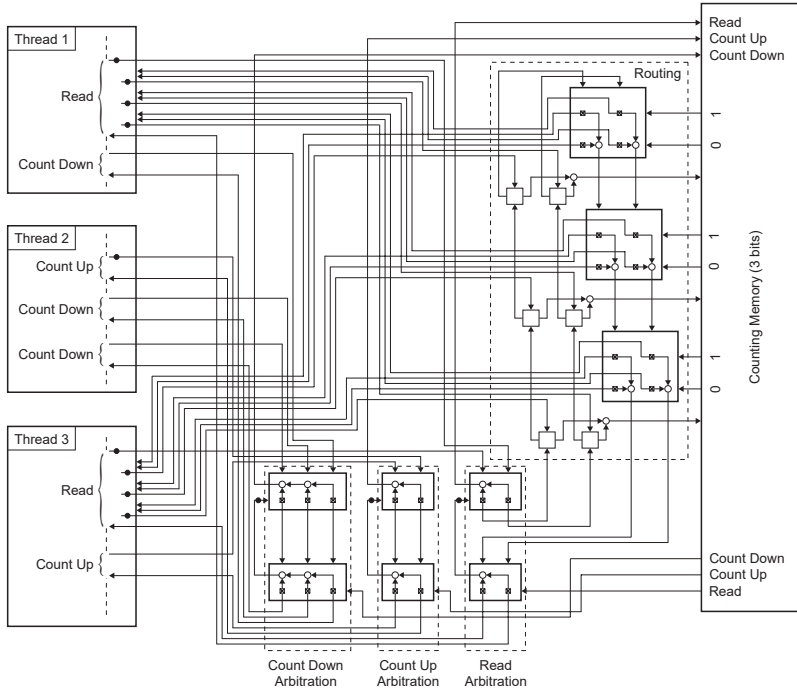 Thread 1
Read
Count Down
Thread 2
Count Up
Count Down
Count Down
Thread 3
Read
Count Up
Routing
Read
Count Up
Count Down
1
0
1
0
1
0
Counting Memory (3 bits)
Count Down
Count Up
Read
Count Down
Arbitration
Count Up
Arbitration
Read
Arbitration